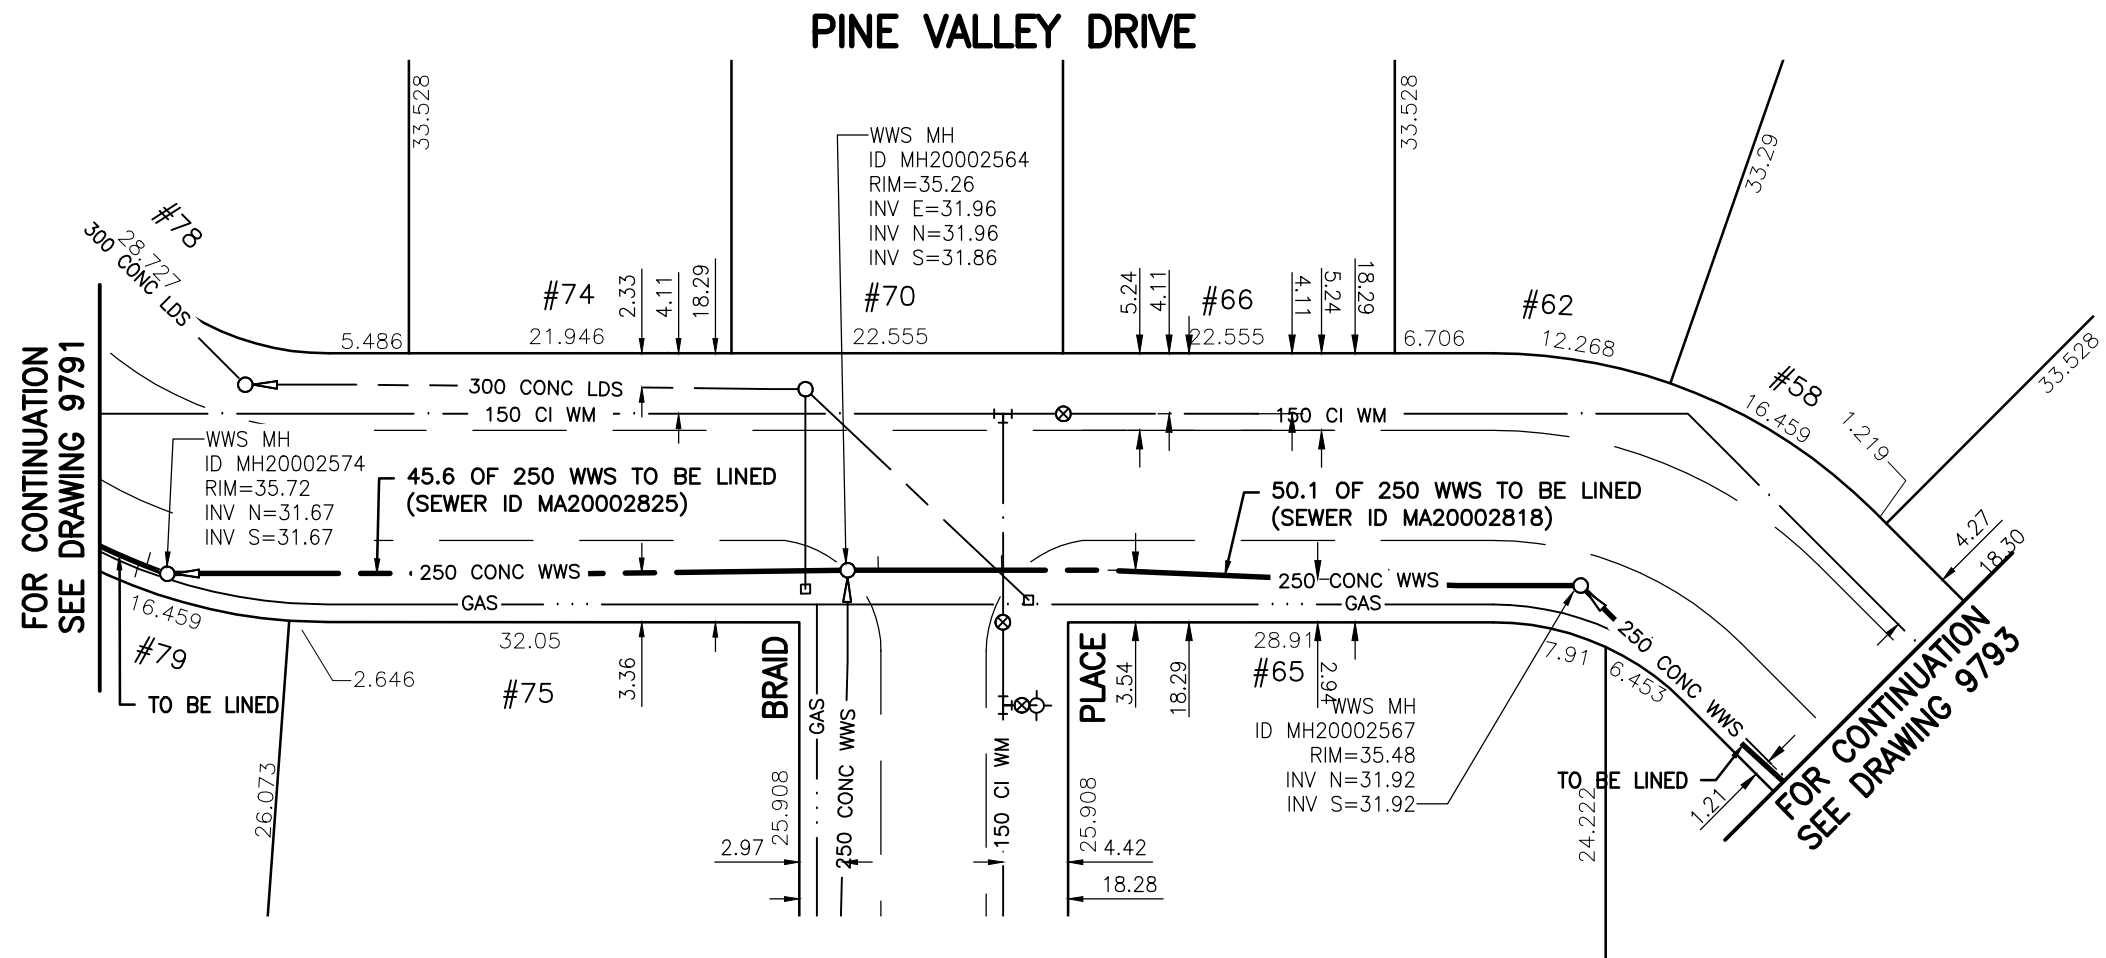 PINE VALLEY DRIVE
33.528
33.528
33.29
WWS MH
ID MH20002564
RIM=35.26
INV E=31.96
INV N=31.96
INV S=31.86
#78
28.727
300 CONC LDS
#74
2.33
4.11
18.29
#70
5.24
4.11
#66
4.11
5.24
18.29
#62
5.486
21.946
22.555
22.555
6.706
12.268
#58
16.459
1.219
33.528
FOR CONTINUATION
SEE DRAWING 9791
300 CONC LDS
150 CI WM
150 CI WM
WWS MH
ID MH20002574
RIM=35.72
INV N=31.67
INV S=31.67
45.6 OF 250 WWS TO BE LINED
(SEWER ID MA20002825)
50.1 OF 250 WWS TO BE LINED
(SEWER ID MA20002818)
4.27
18.30
250 CONC WWS
250 CONC WWS
GAS
GAS
16.459
#79
2.646
TO BE LINED
32.05
#75
3.36
BRAID
PLACE
3.54
18.29
28.91
#65
2.94
7.91
6.453
250 CONC WWS
WWS MH
ID MH20002567
RIM=35.48
INV N=31.92
INV S=31.92
TO BE LINED
1.21
FOR CONTINUATION
SEE DRAWING 9793
26.073
25.908
GAS
250 CONC WWS
150 CI WM
25.908
24.222
2.97
4.42
18.28